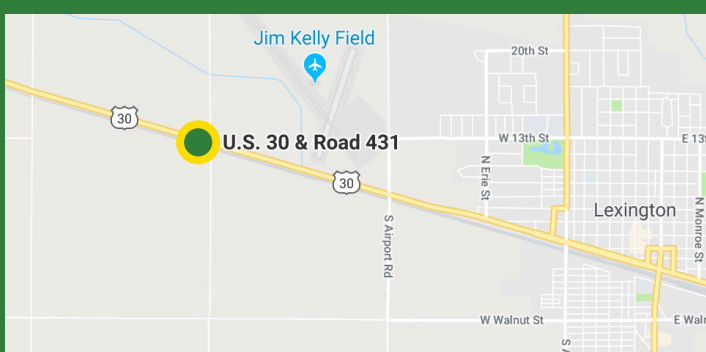 Jim Kelly Field
20th St
30
U.S. 30 & Road 431
W 13th St
E 13t
N Erie St
30
Lexington
N Monroe St
S Airport Rd
W Walnut St
E Waln
S A